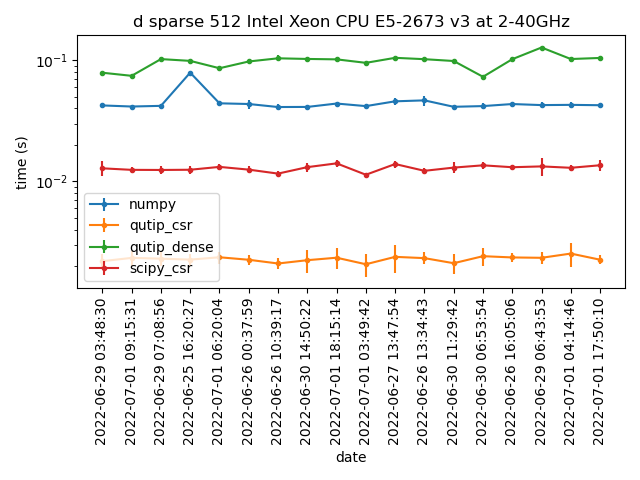 d sparse 512 Intel Xeon CPU E5-2673 v3 at 2-40GHz
time (s)
10⁻¹
10⁻²
numpy
qutip_csr
qutip_dense
scipy_csr
2022-06-29 03:48:30
2022-07-01 09:15:31
2022-06-29 07:08:56
2022-06-25 16:20:27
2022-07-01 06:20:04
2022-06-26 00:37:59
2022-06-26 10:39:17
2022-06-30 14:50:22
2022-07-01 18:15:14
2022-07-01 03:49:42
2022-06-27 13:47:54
2022-06-26 13:34:43
2022-06-30 11:29:42
2022-06-30 06:53:54
2022-06-26 16:05:06
2022-06-29 06:43:53
2022-07-01 04:14:46
2022-07-01 17:50:10
date